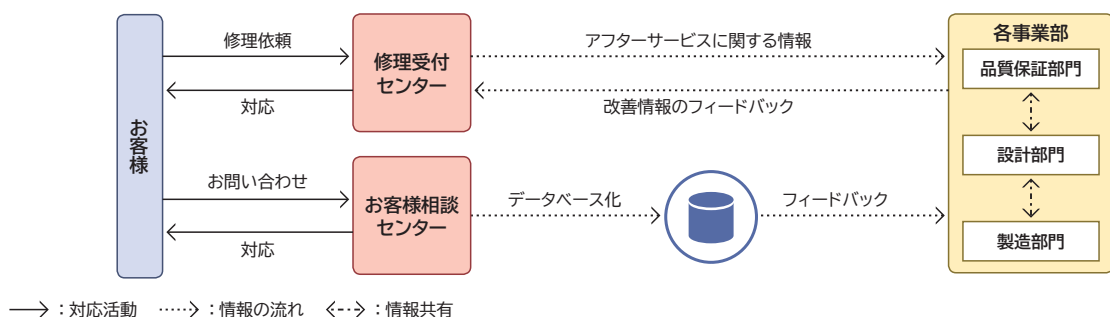 お客様
修理依頼
対応
修理受付
センター
アフターサービスに関する情報
改善情報のフィードバック
お問い合わせ
対応
お客様相談
センター
データベース化
フィードバック
各事業部
品質保証部門
設計部門
製造部門
：対応活動 ：情報の流れ ：情報共有